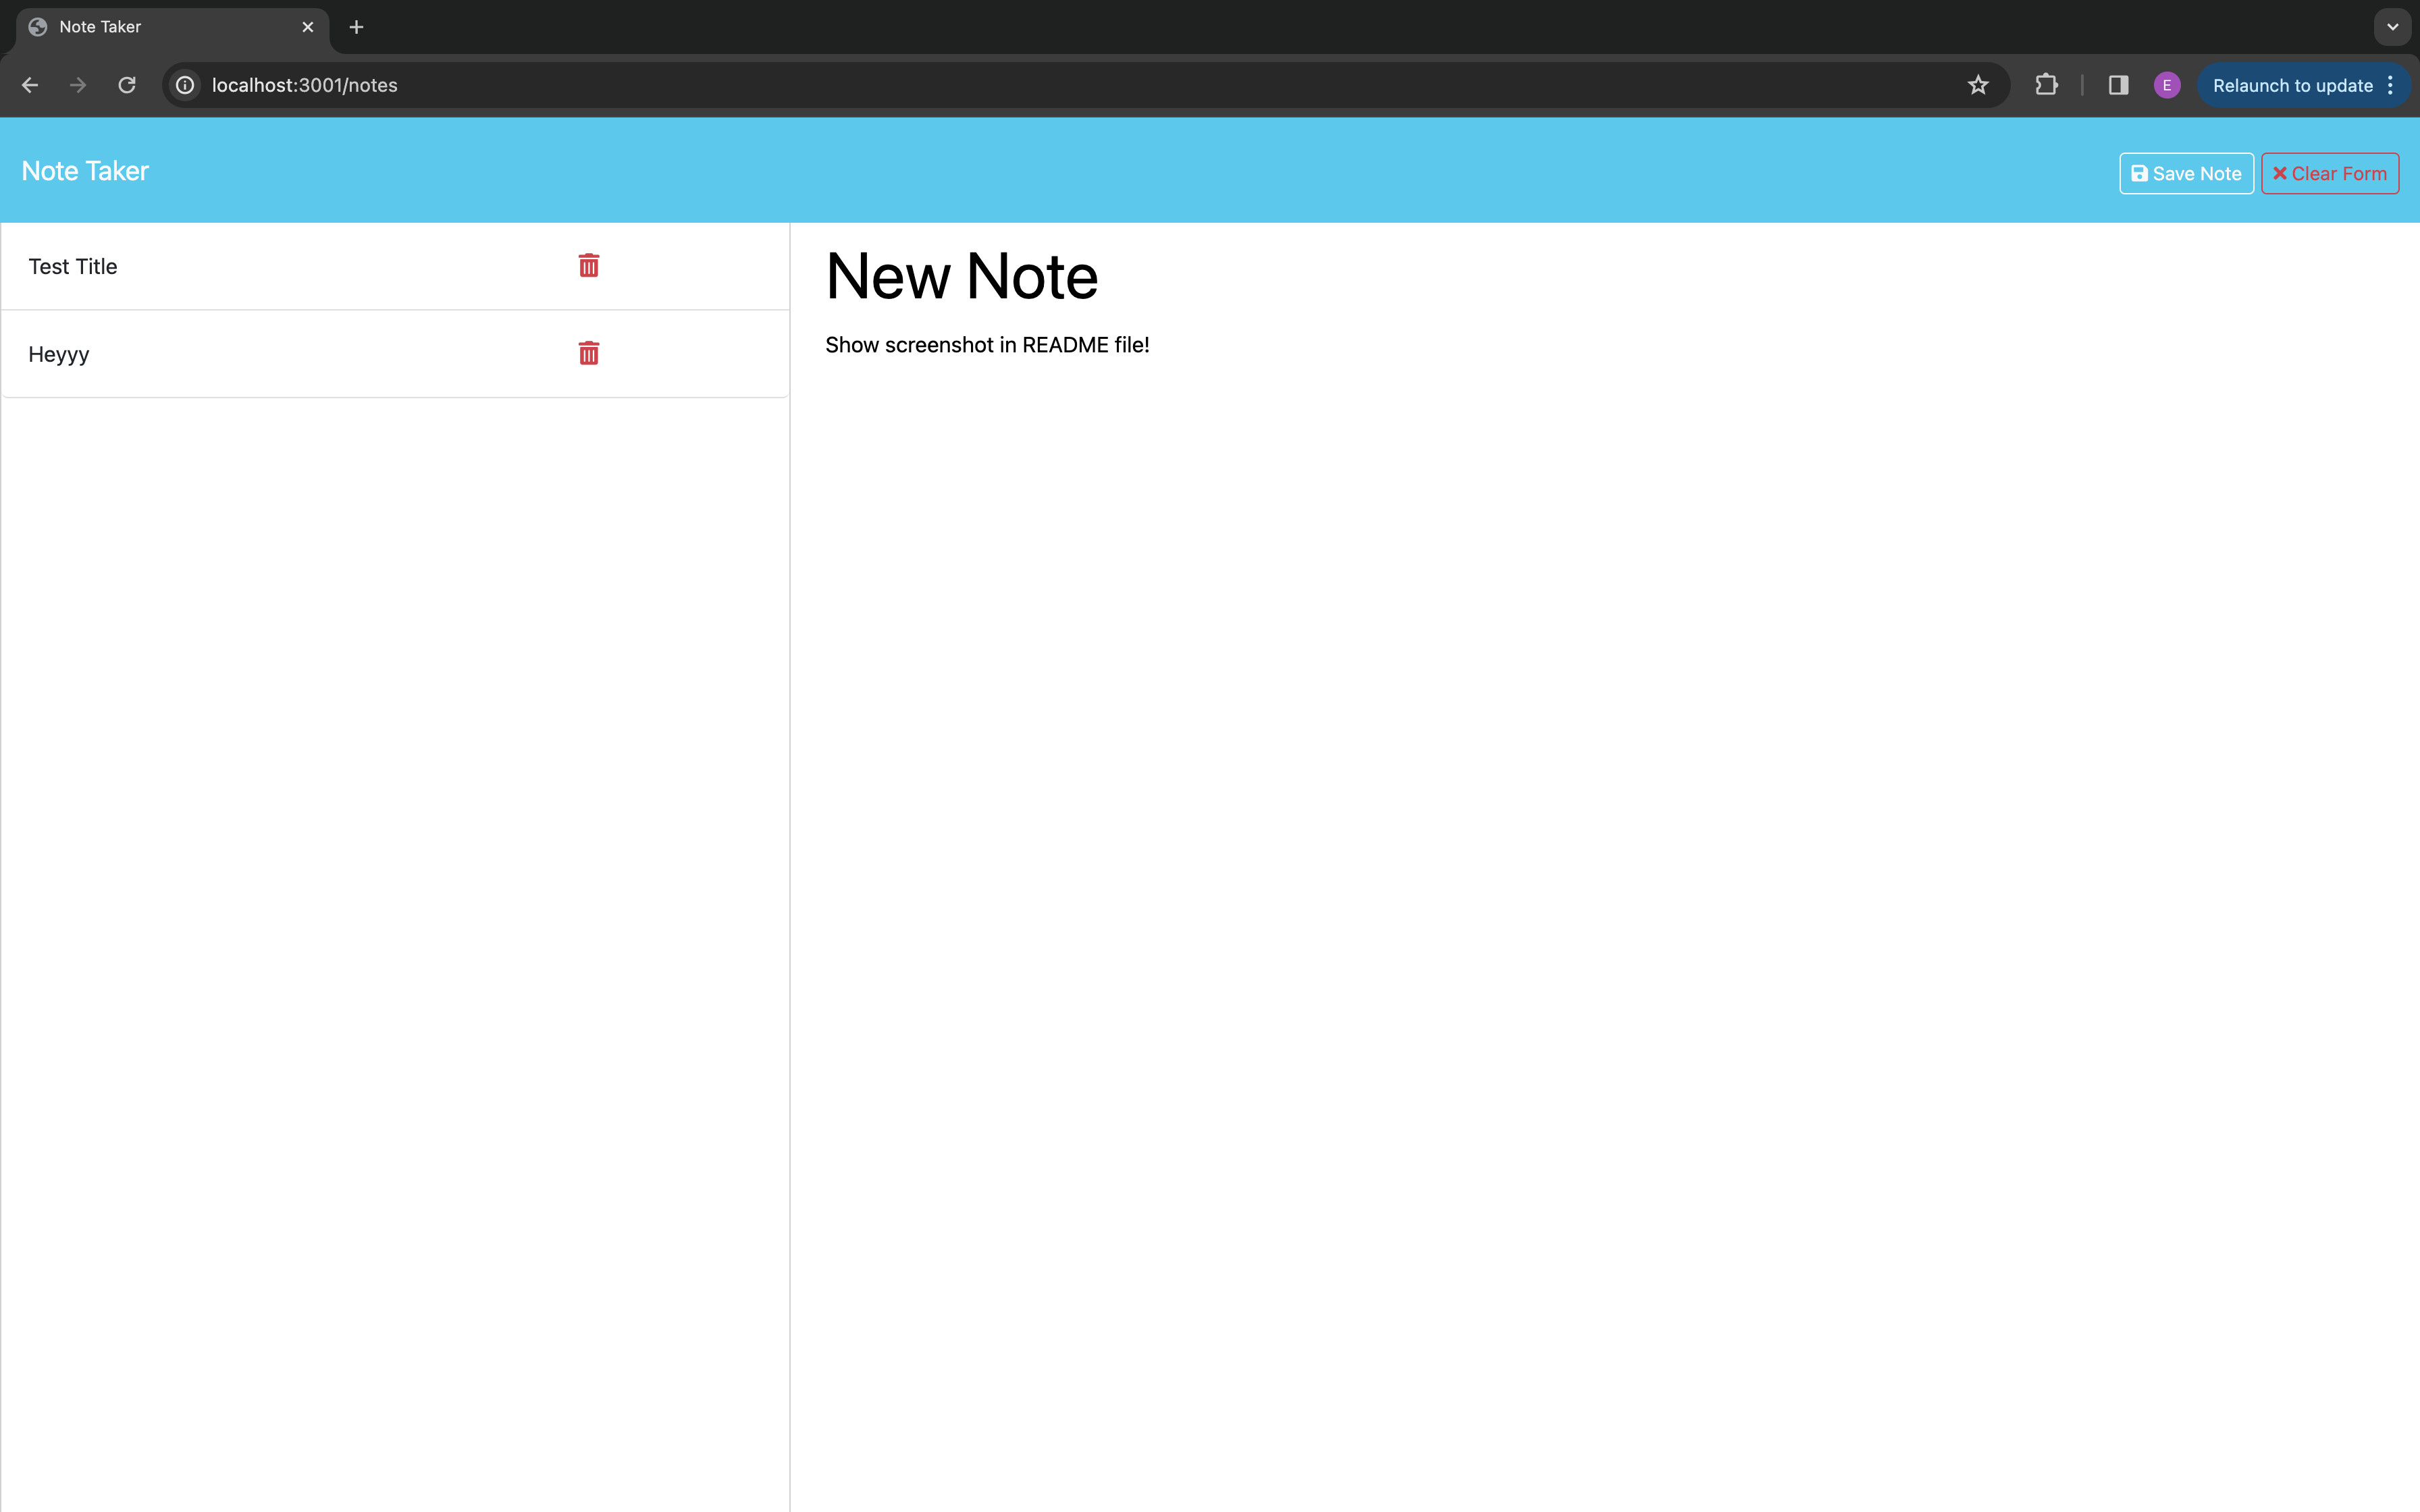 Note Taker
localhost:3001/notes
E
Relaunch to update
Note Taker
Save Note
Clear Form
Test Title
Heyyy
New Note
Show screenshot in README file!